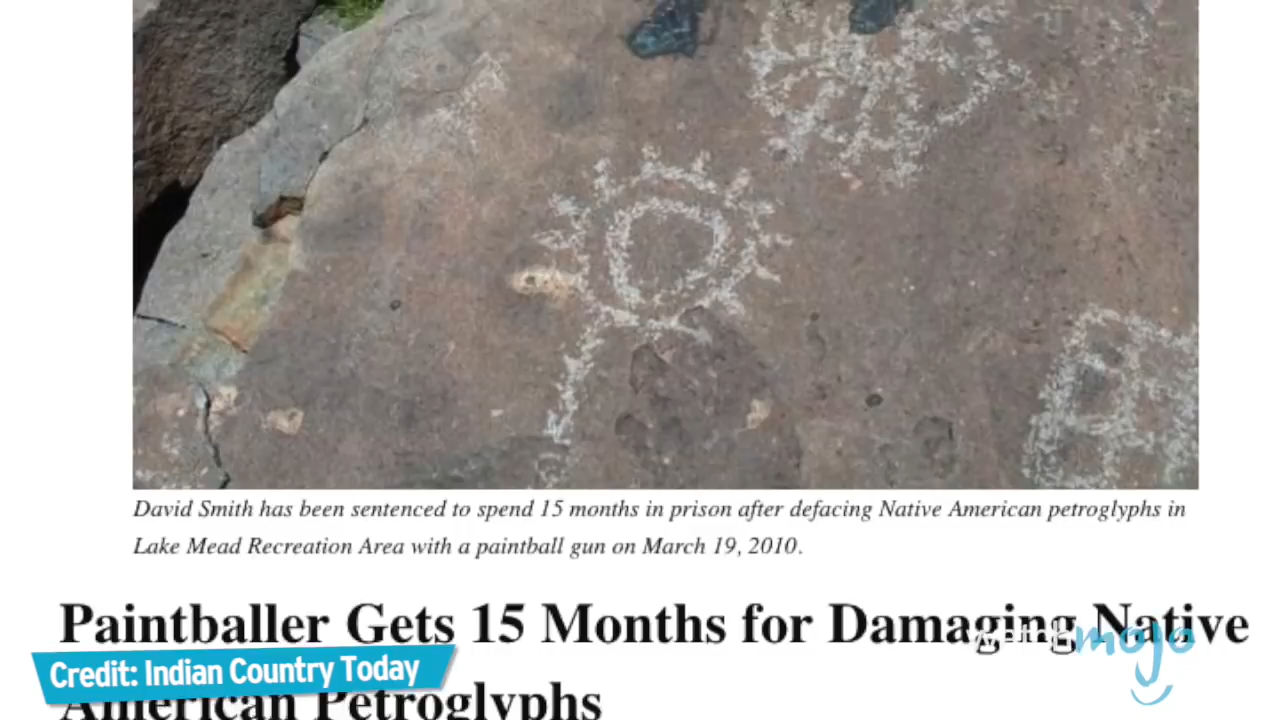 David Smith has been sentenced to spend 15 months in prison after defacing Native American petroglyphs in
Lake Mead Recreation Area with a paintball gun on March 19, 2010.
Paintballer Gets 15 Months for Damaging Native
American Petroglyphs
Credit: Indian Country Today
watchmojo